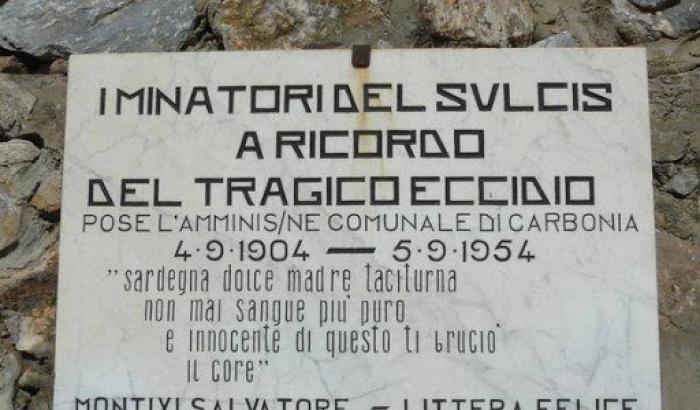 I MINATORI DEL SVLCIS
A RICORDO
DEL TRAGICO ECCIDIO
POSE L'AMMINIS/NE COMUNALE DI CARBONIA
4·9·1904 — 5·9·1954
"sardegna dolce madre taciturna
non mai sangue più puro
e innocente di questo ti bruciò
il core"
MONTIXI SALVATORE – LITTERA FELICE